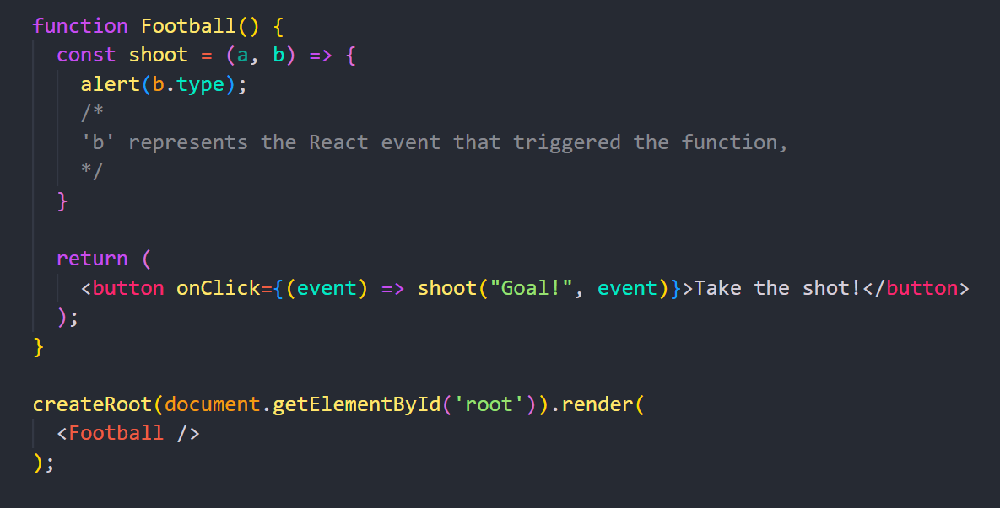 function Football() {
  const shoot = (a, b) => {
    alert(b.type);
    /*
    'b' represents the React event that triggered the function,
    */
  }

  return (
    <button onClick={(event) => shoot("Goal!", event)}>Take the shot!</button>
  );
}

createRoot(document.getElementById('root')).render(
  <Football />
);